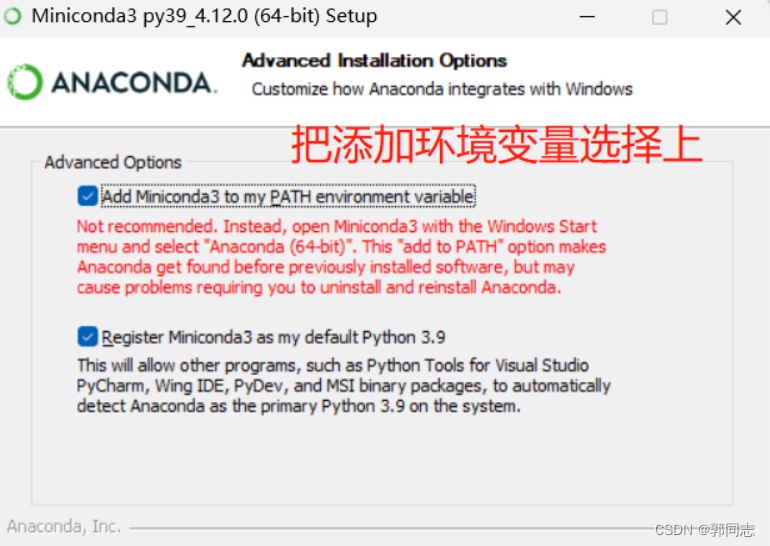 Miniconda3 py39_4.12.0 (64-bit) Setup
ANACONDA.
Advanced Installation Options
Customize how Anaconda integrates with Windows
把添加环境变量选择上
Advanced Options
Add Miniconda3 to my PATH environment variable
Not recommended. Instead, open Miniconda3 with the Windows Start
menu and select "Anaconda (64-bit)". This "add to PATH" option makes
Anaconda get found before previously installed software, but may
cause problems requiring you to uninstall and reinstall Anaconda.
Register Miniconda3 as my default Python 3.9
This will allow other programs, such as Python Tools for Visual Studio
PyCharm, Wing IDE, PyDev, and MSI binary packages, to automatically
detect Anaconda as the primary Python 3.9 on the system.
Anaconda, Inc.
CSDN @郭同志